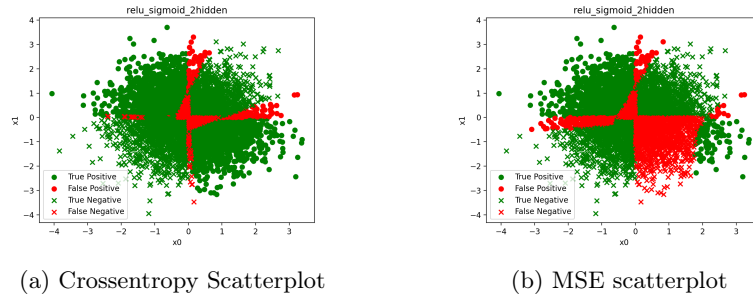 relu_sigmoid_2hidden
4
3
2
1
0
−1
−2
−3
−4
x1
True Positive
False Positive
True Negative
False Negative
−4 −3 −2 −1 0 1 2 3
x0
(a) Crossentropy Scatterplot
relu_sigmoid_2hidden
4
3
2
1
0
−1
−2
−3
−4
x1
True Positive
False Positive
True Negative
False Negative
−4 −3 −2 −1 0 1 2 3
x0
(b) MSE scatterplot